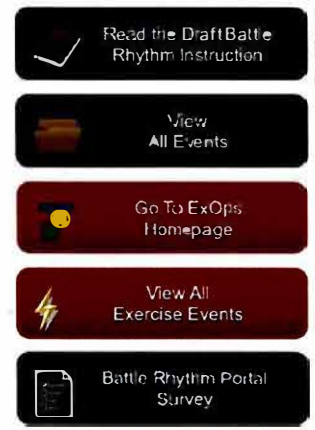 Read the Draft Battle
Rhythm Instruction
View
All Events
Go To ExOps
Homepage
View All
Exercise Events
Battle Rhythm Portal
Survey